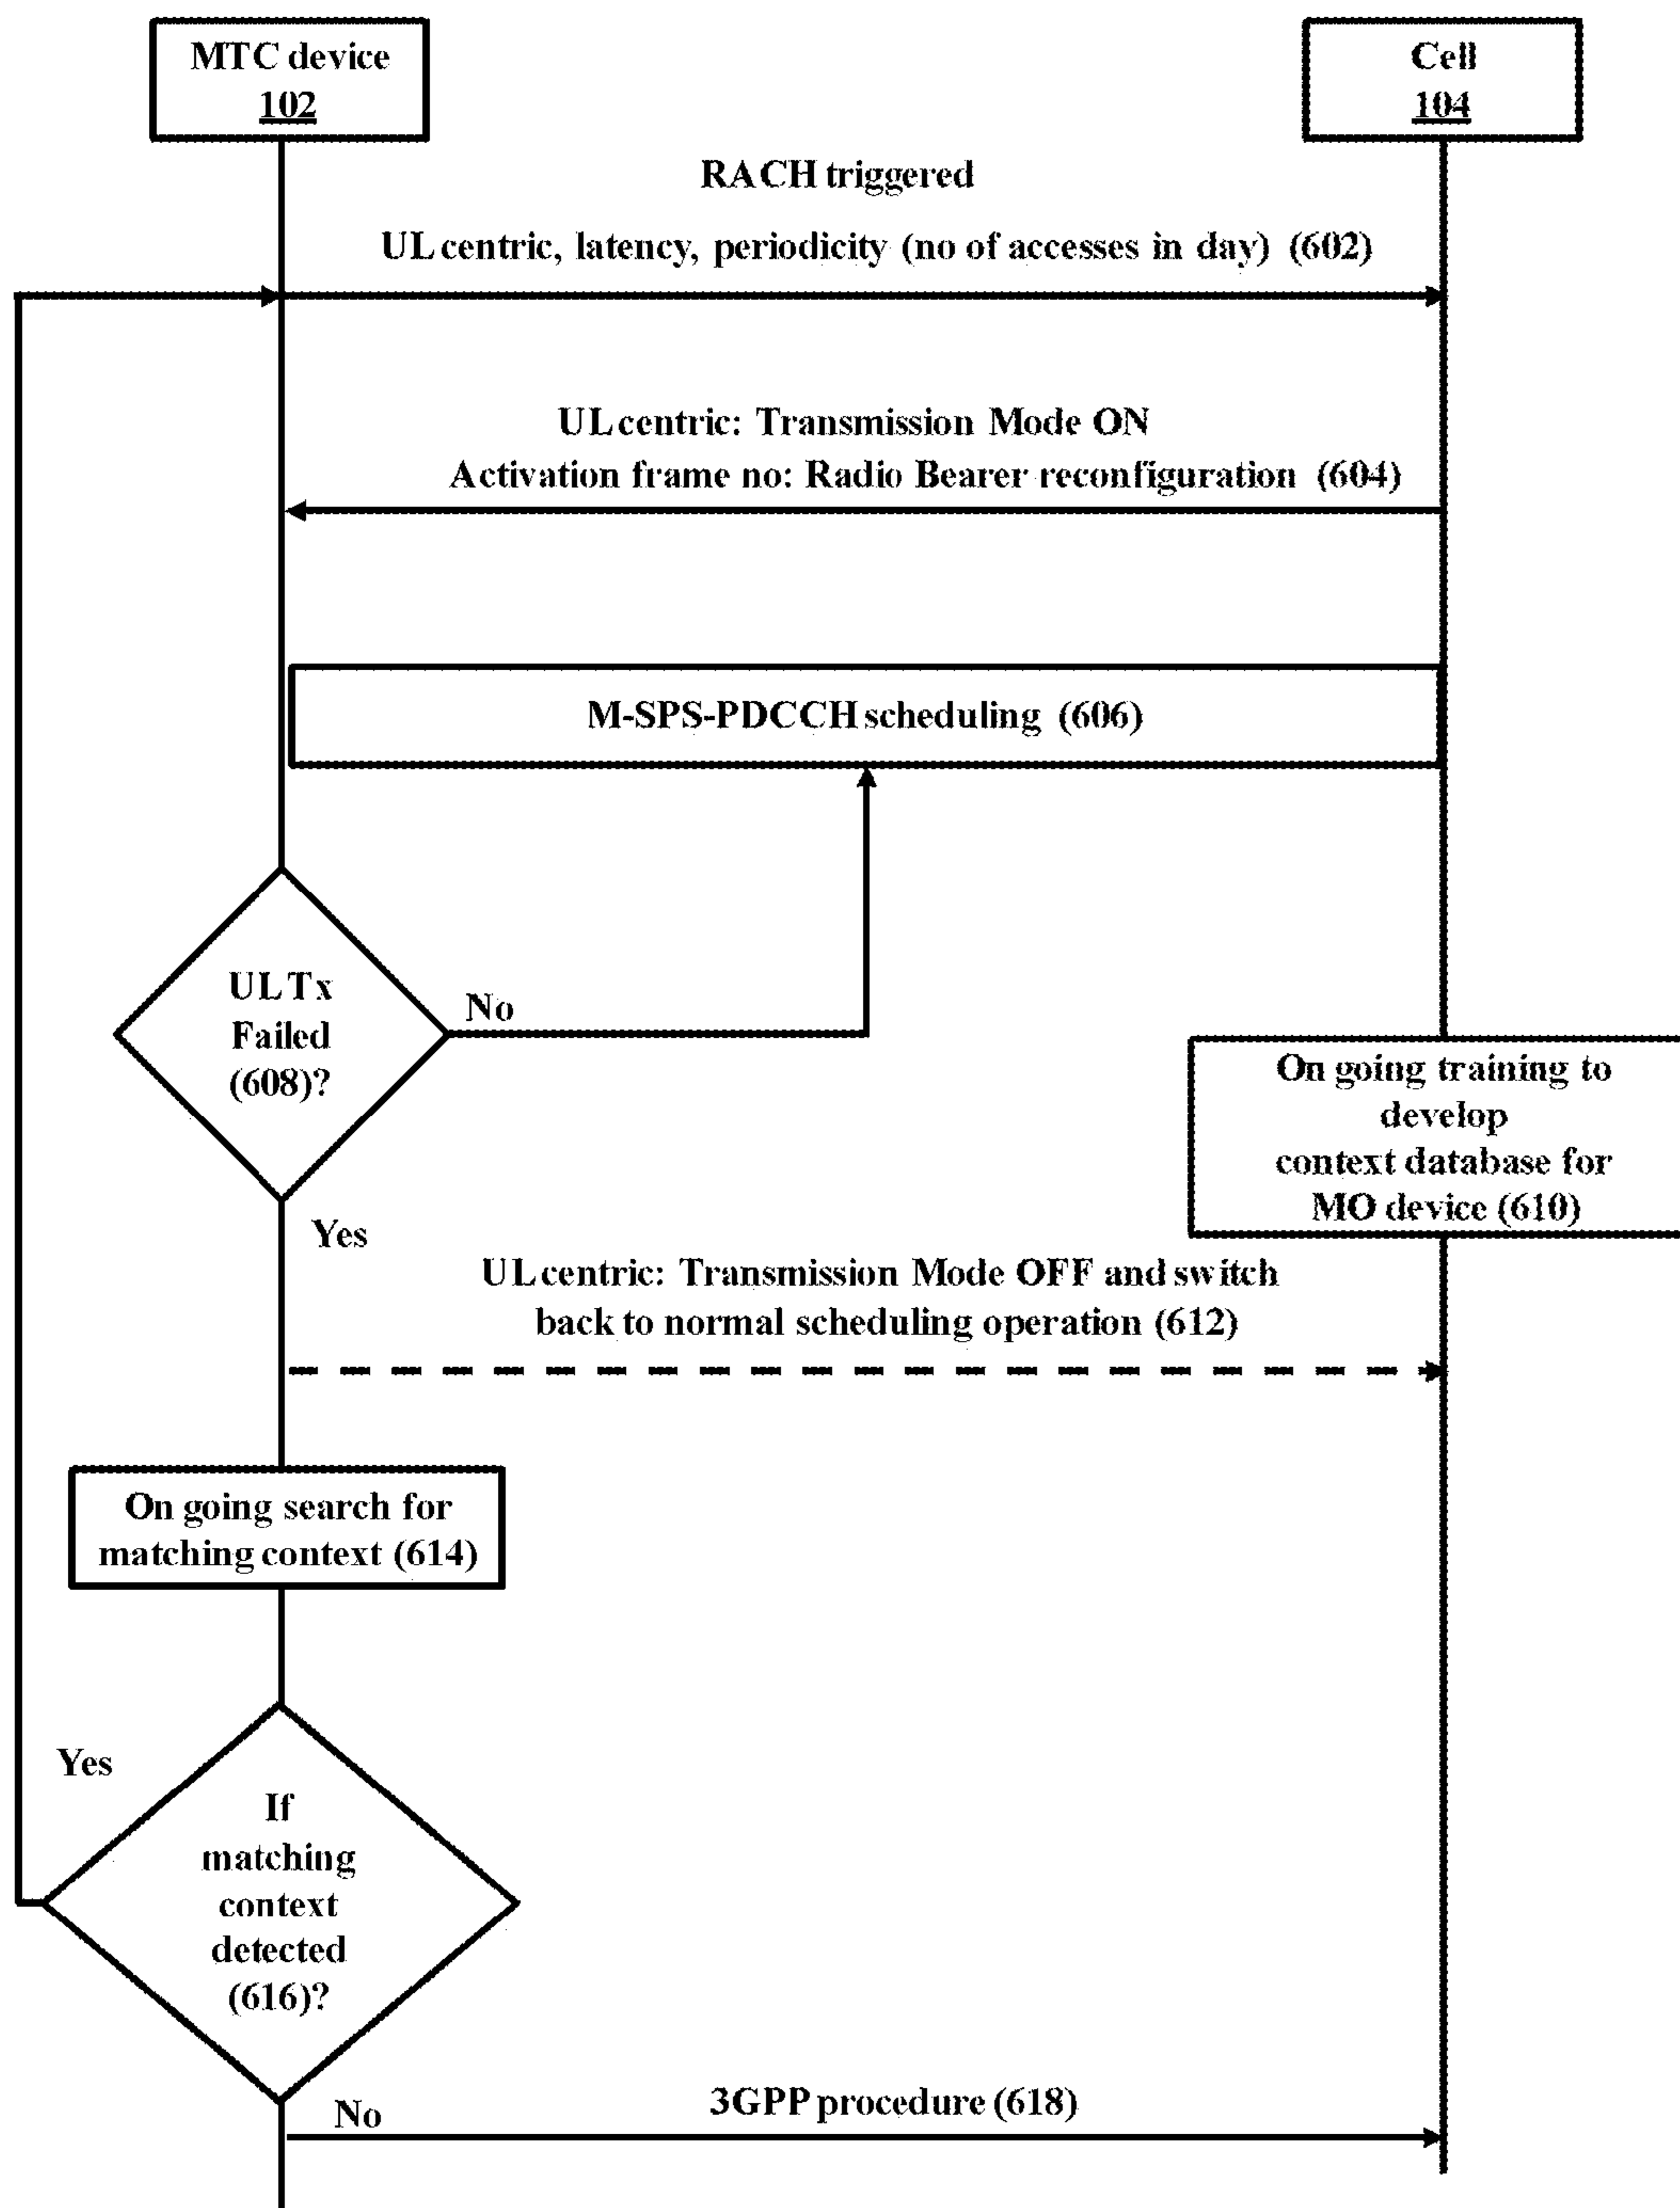 MTC device
102
Cell
104
RACH triggered
UL centric, latency, periodicity (no of accesses in day) (602)
UL centric: Transmission Mode ON
Activation frame no: Radio Bearer reconfiguration (604)
M-SPS-PDCCH scheduling (606)
UL Tx
Failed
(608)?
No
On going training to
develop
context database for
MO device (610)
Yes
UL centric: Transmission Mode OFF and switch
back to normal scheduling operation (612)
On going search for
matching context (614)
Yes
If
matching
context
detected
(616)?
No
3GPP procedure (618)